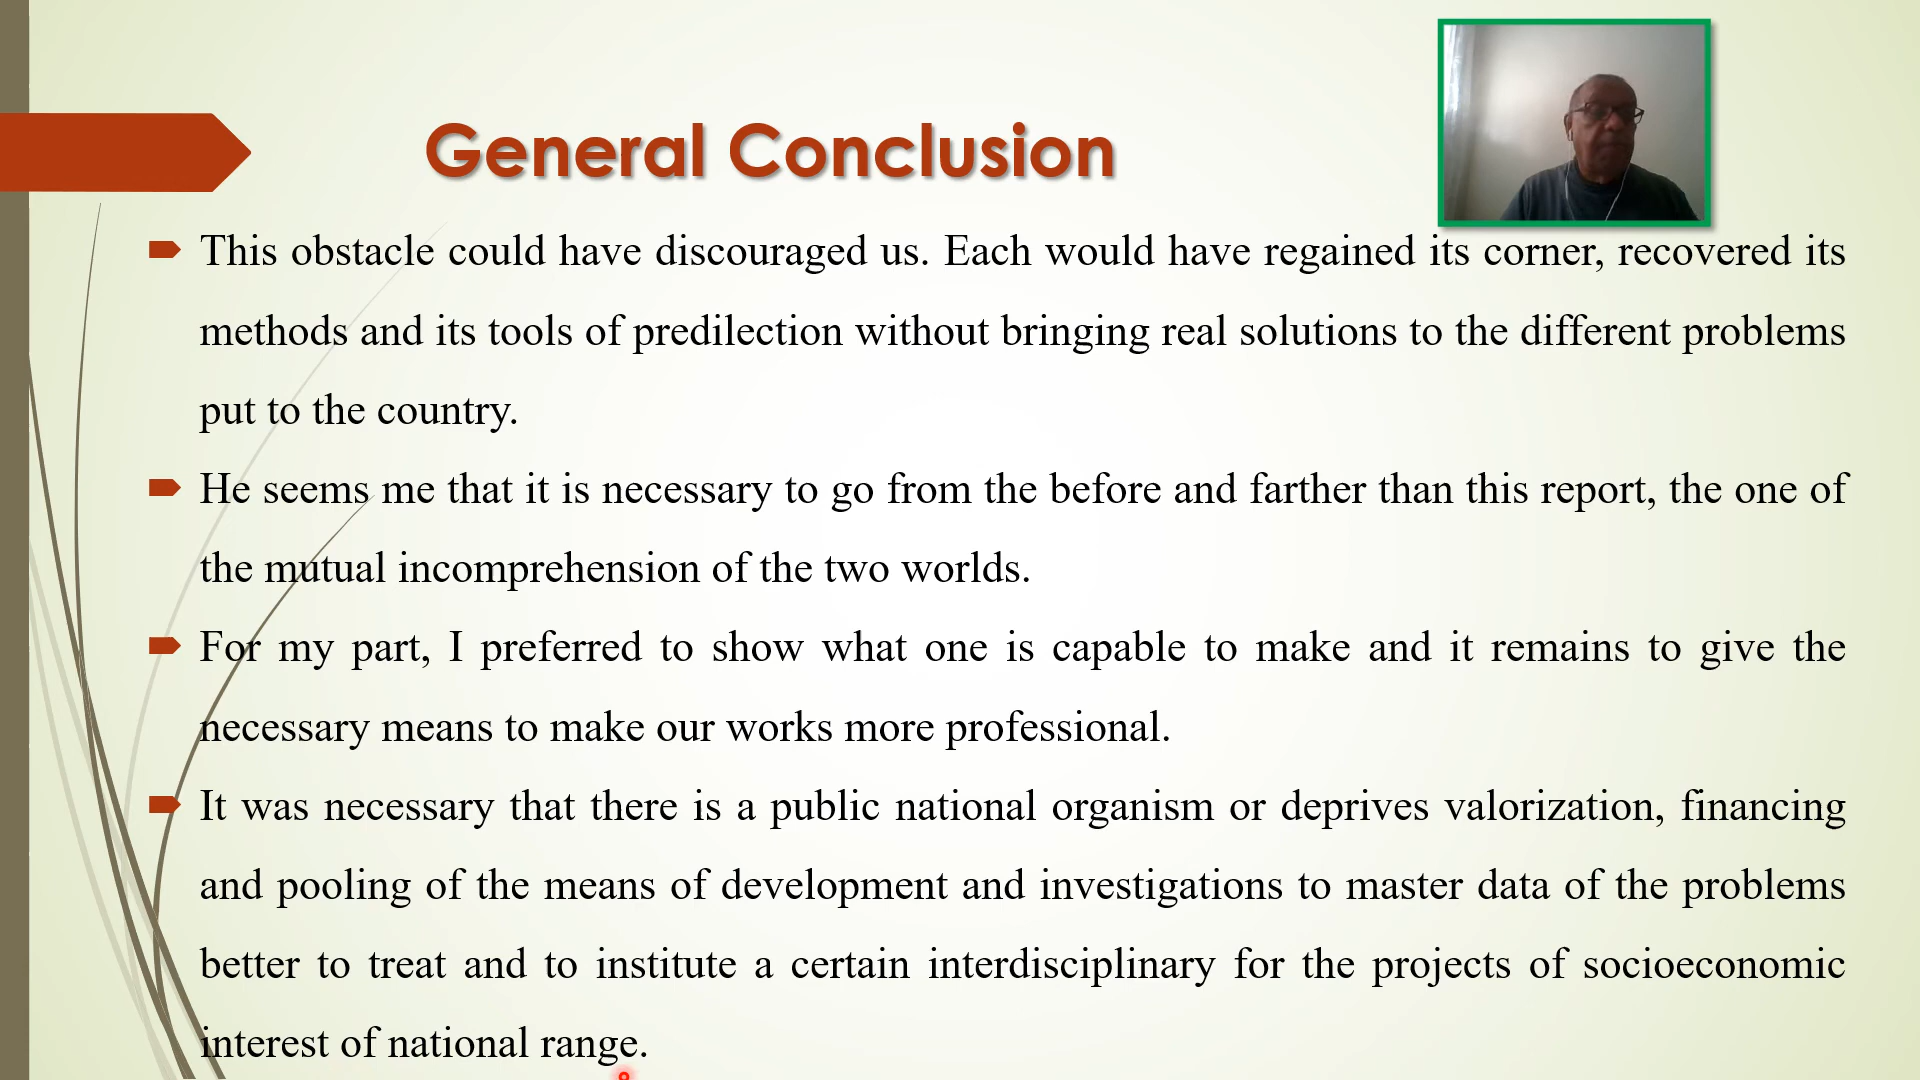 General Conclusion
This obstacle could have discouraged us. Each would have regained its corner, recovered its
methods and its tools of predilection without bringing real solutions to the different problems
put to the country.
He seems me that it is necessary to go from the before and farther than this report, the one of
the mutual incomprehension of the two worlds.
For my part, I preferred to show what one is capable to make and it remains to give the
necessary means to make our works more professional.
It was necessary that there is a public national organism or deprives valorization, financing
and pooling of the means of development and investigations to master data of the problems
better to treat and to institute a certain interdisciplinary for the projects of socioeconomic
interest of national range.